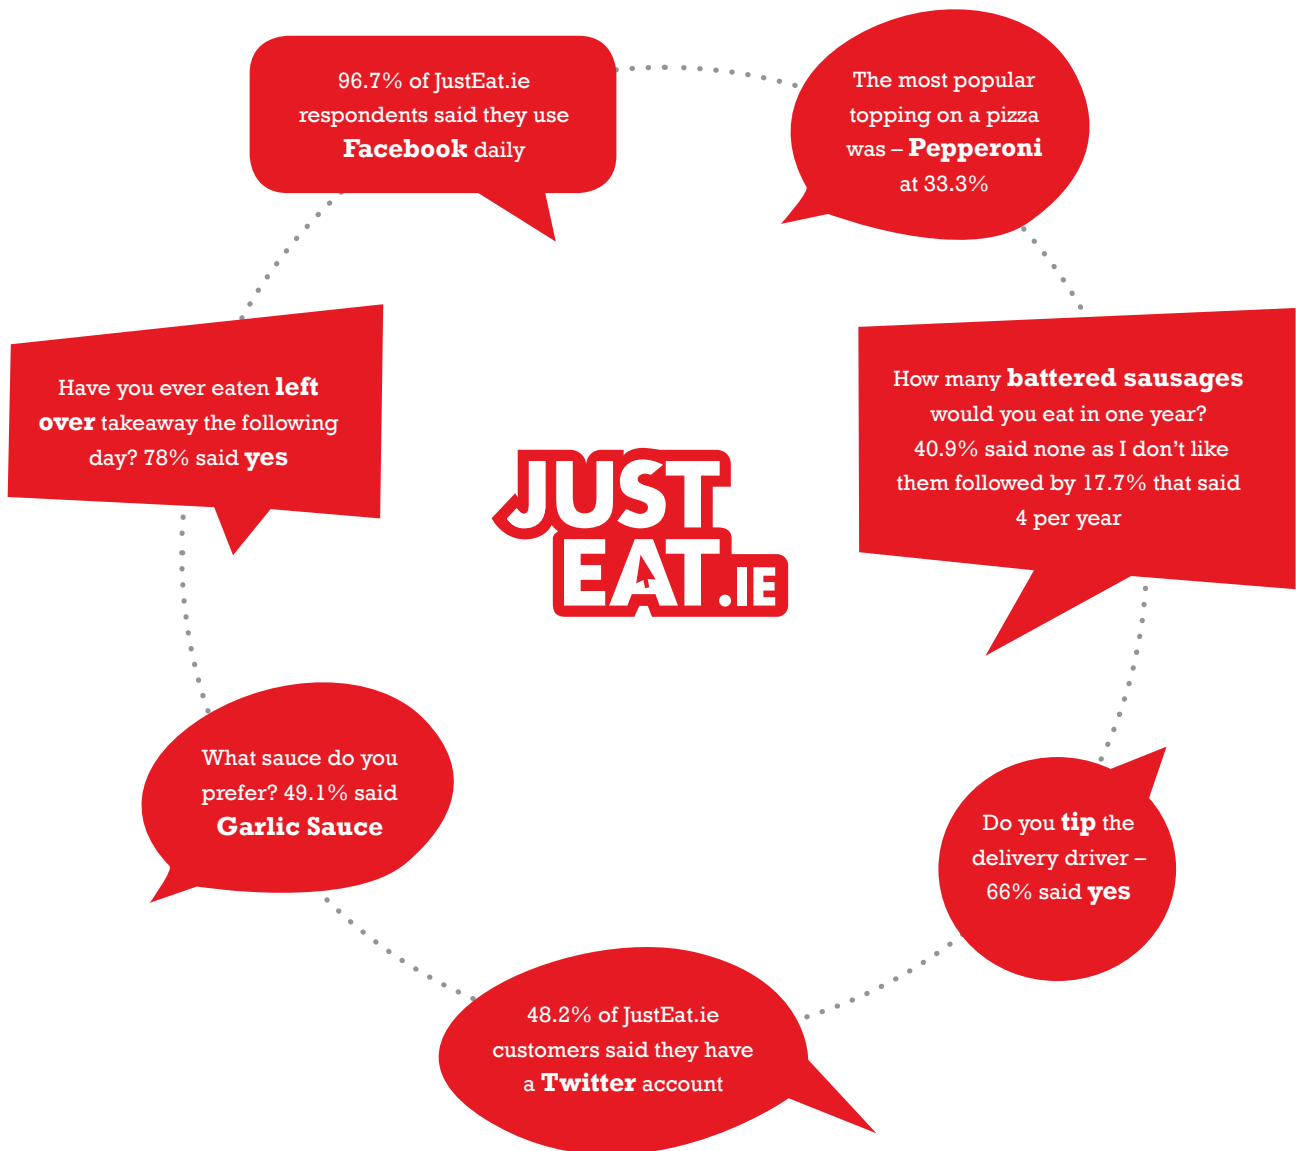 96.7% of JustEat.ie
respondents said they use
Facebook daily
The most popular
topping on a pizza
was – Pepperoni
at 33.3%
Have you ever eaten left
over takeaway the following
day? 78% said yes
How many battered sausages
would you eat in one year?
40.9% said none as I don't like
them followed by 17.7% that said
4 per year
JUST
EAT.IE
What sauce do you
prefer? 49.1% said
Garlic Sauce
Do you tip the
delivery driver –
66% said yes
48.2% of JustEat.ie
customers said they have
a Twitter account